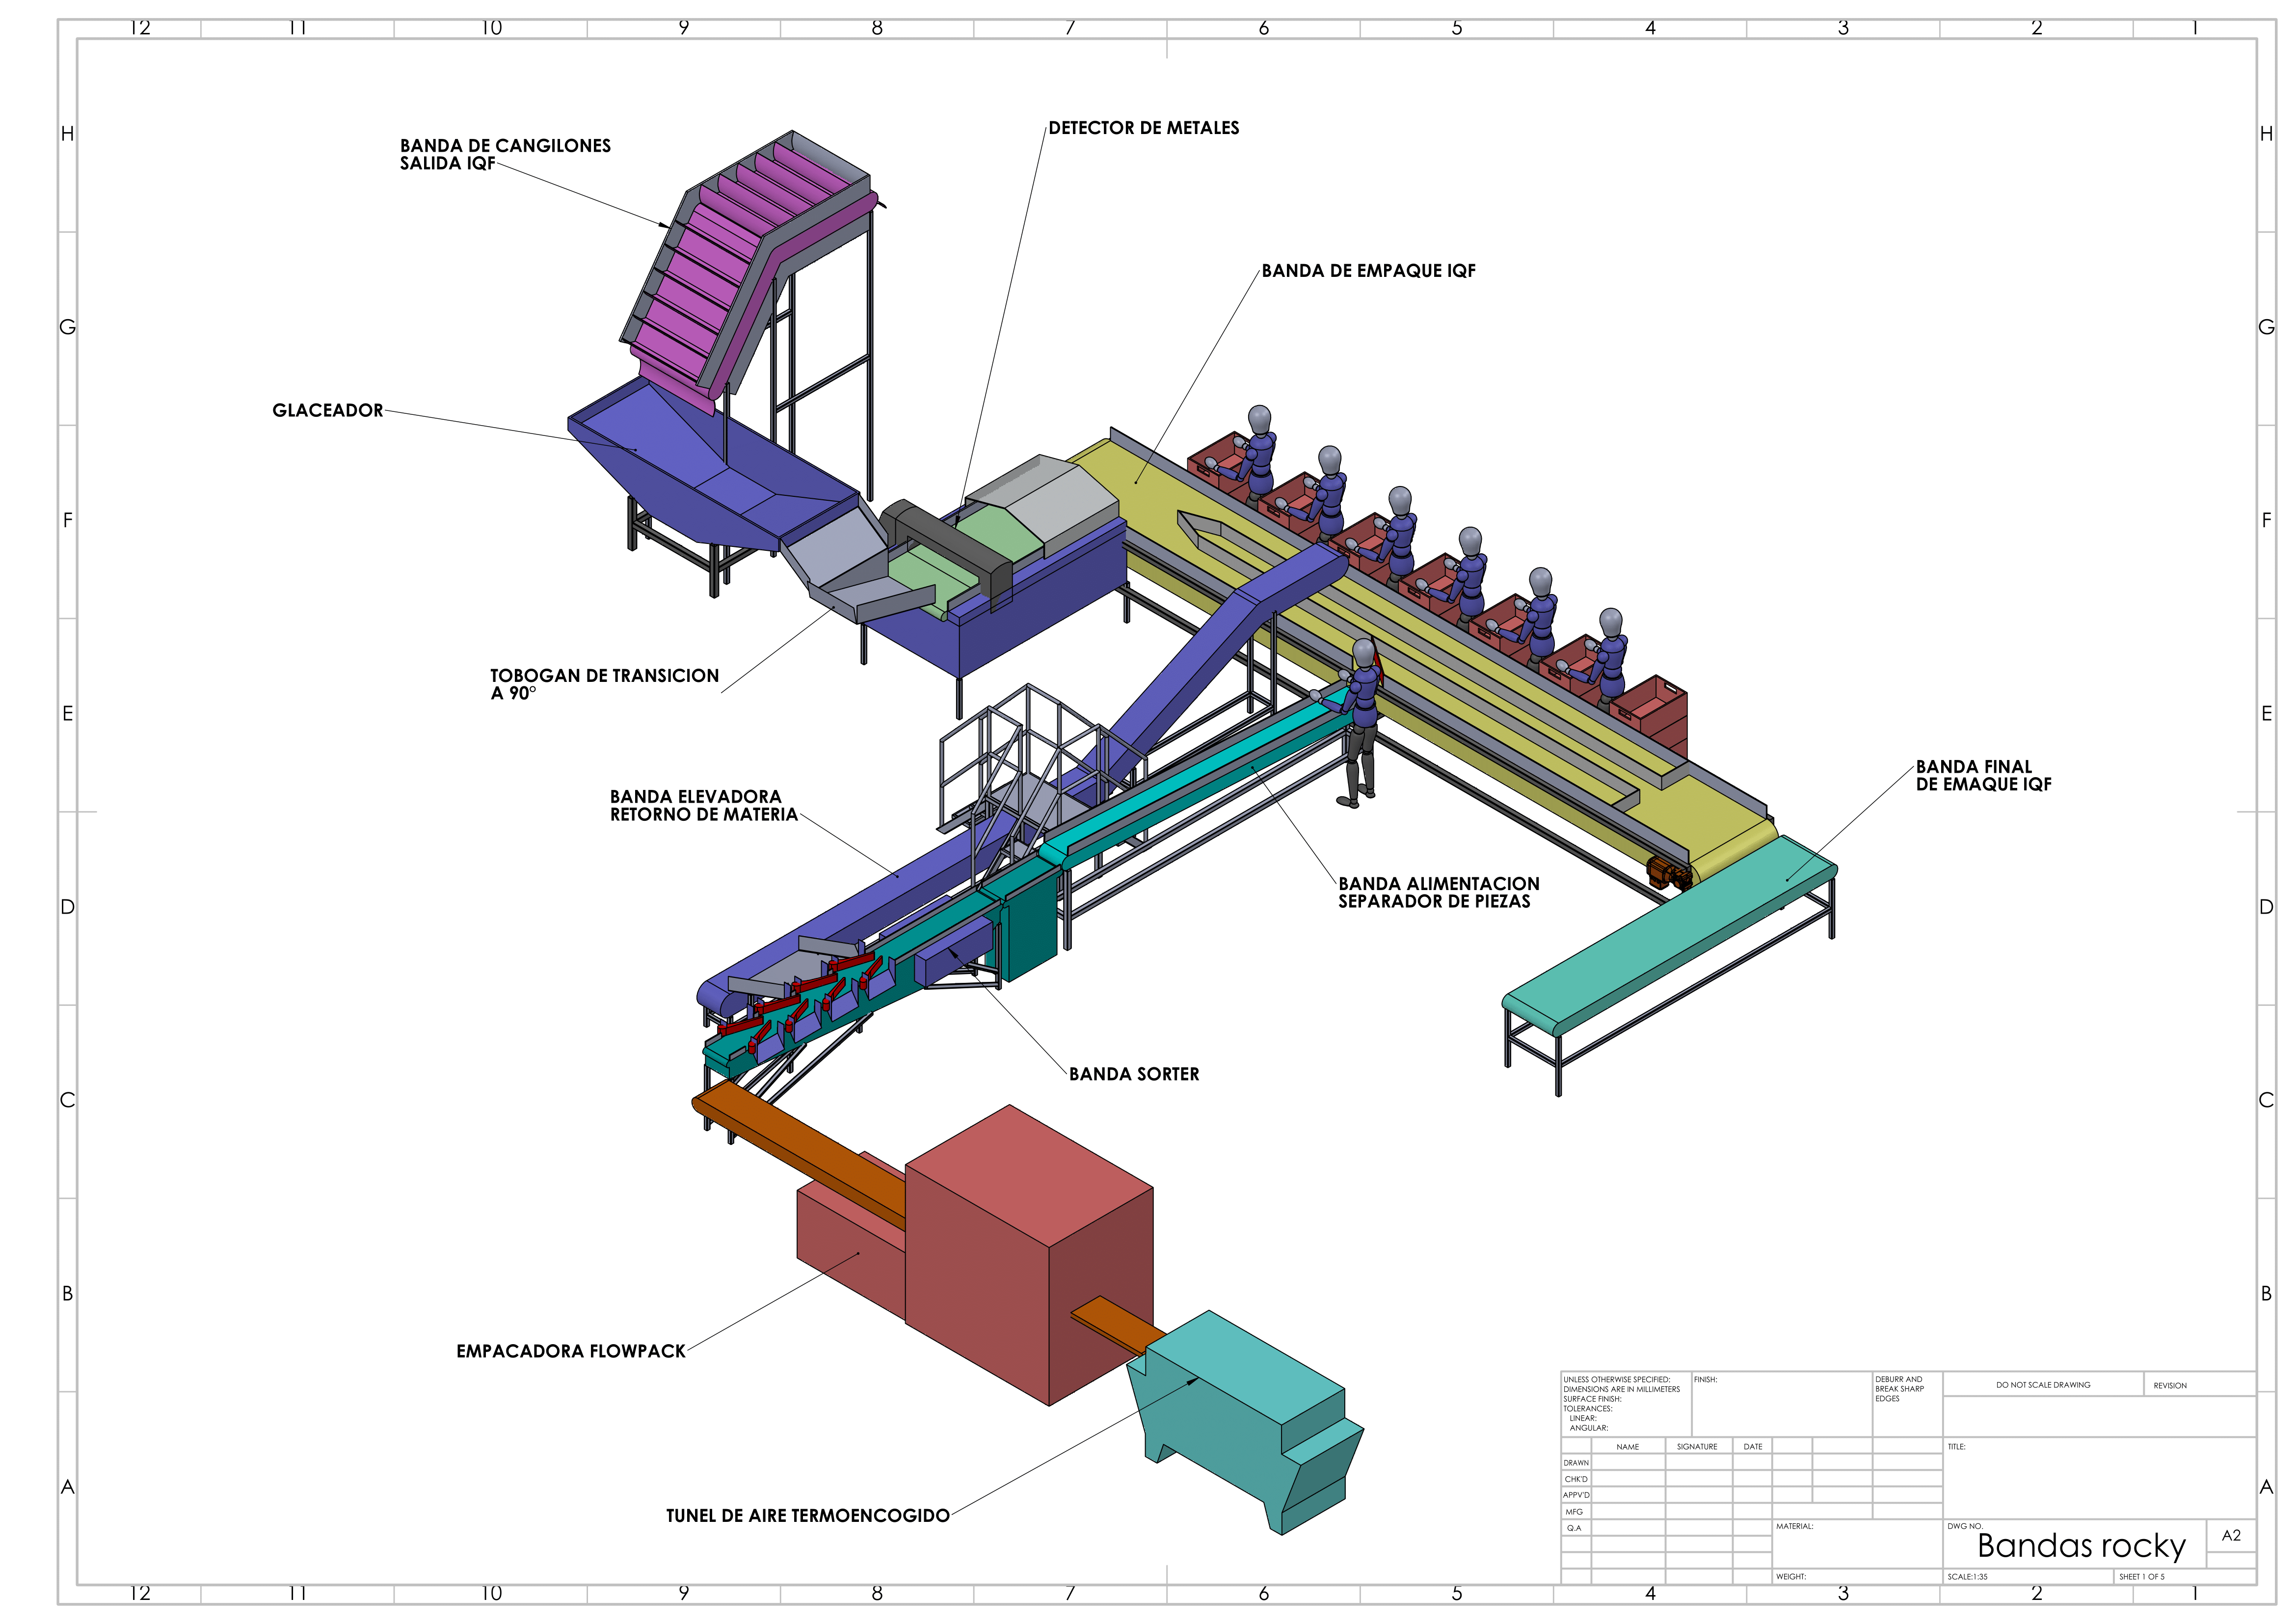 12 11 10 9 8 7 6 5 4 3 2 1
H H
DETECTOR DE METALES
BANDA DE CANGILONES
SALIDA IQF
BANDA DE EMPAQUE IQF
G G
GLACEADOR
F F
TOBOGAN DE TRANSICION
A 90°
E E
BANDA FINAL
DE EMAQUE IQF
BANDA ELEVADORA
RETORNO DE MATERIA
BANDA ALIMENTACION
SEPARADOR DE PIEZAS
D D
BANDA SORTER
C C
B B
EMPACADORA FLOWPACK
TUNEL DE AIRE TERMOENCOGIDO
A A
UNLESS OTHERWISE SPECIFIED:
DIMENSIONS ARE IN MILLIMETERS
SURFACE FINISH:
TOLERANCES:
LINEAR:
ANGULAR:
FINISH:
DEBURR AND
BREAK SHARP
EDGES
DO NOT SCALE DRAWING
REVISION
NAME SIGNATURE DATE
TITLE:
DRAWN
CHK'D
APPV'D
MFG
Q.A
MATERIAL:
DWG NO.
Bandas rocky
A2
WEIGHT:
SCALE:1:35
SHEET 1 OF 5
12 11 10 9 8 7 6 5 4 3 2 1